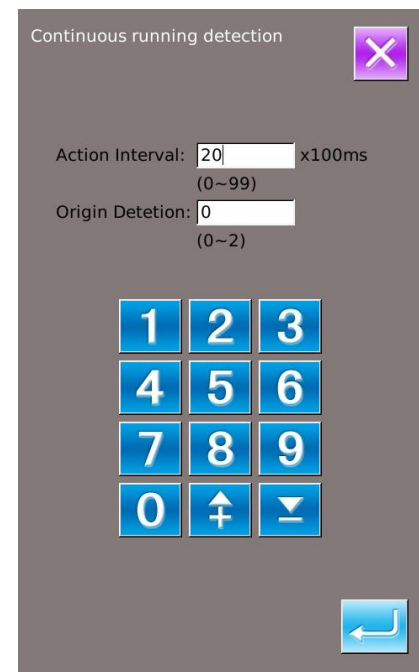 Continuous running detection
Action Interval: 20 x100ms
(0~99)
Origin Detetion: 0
(0~2)
1 2 3
4 5 6
7 8 9
0